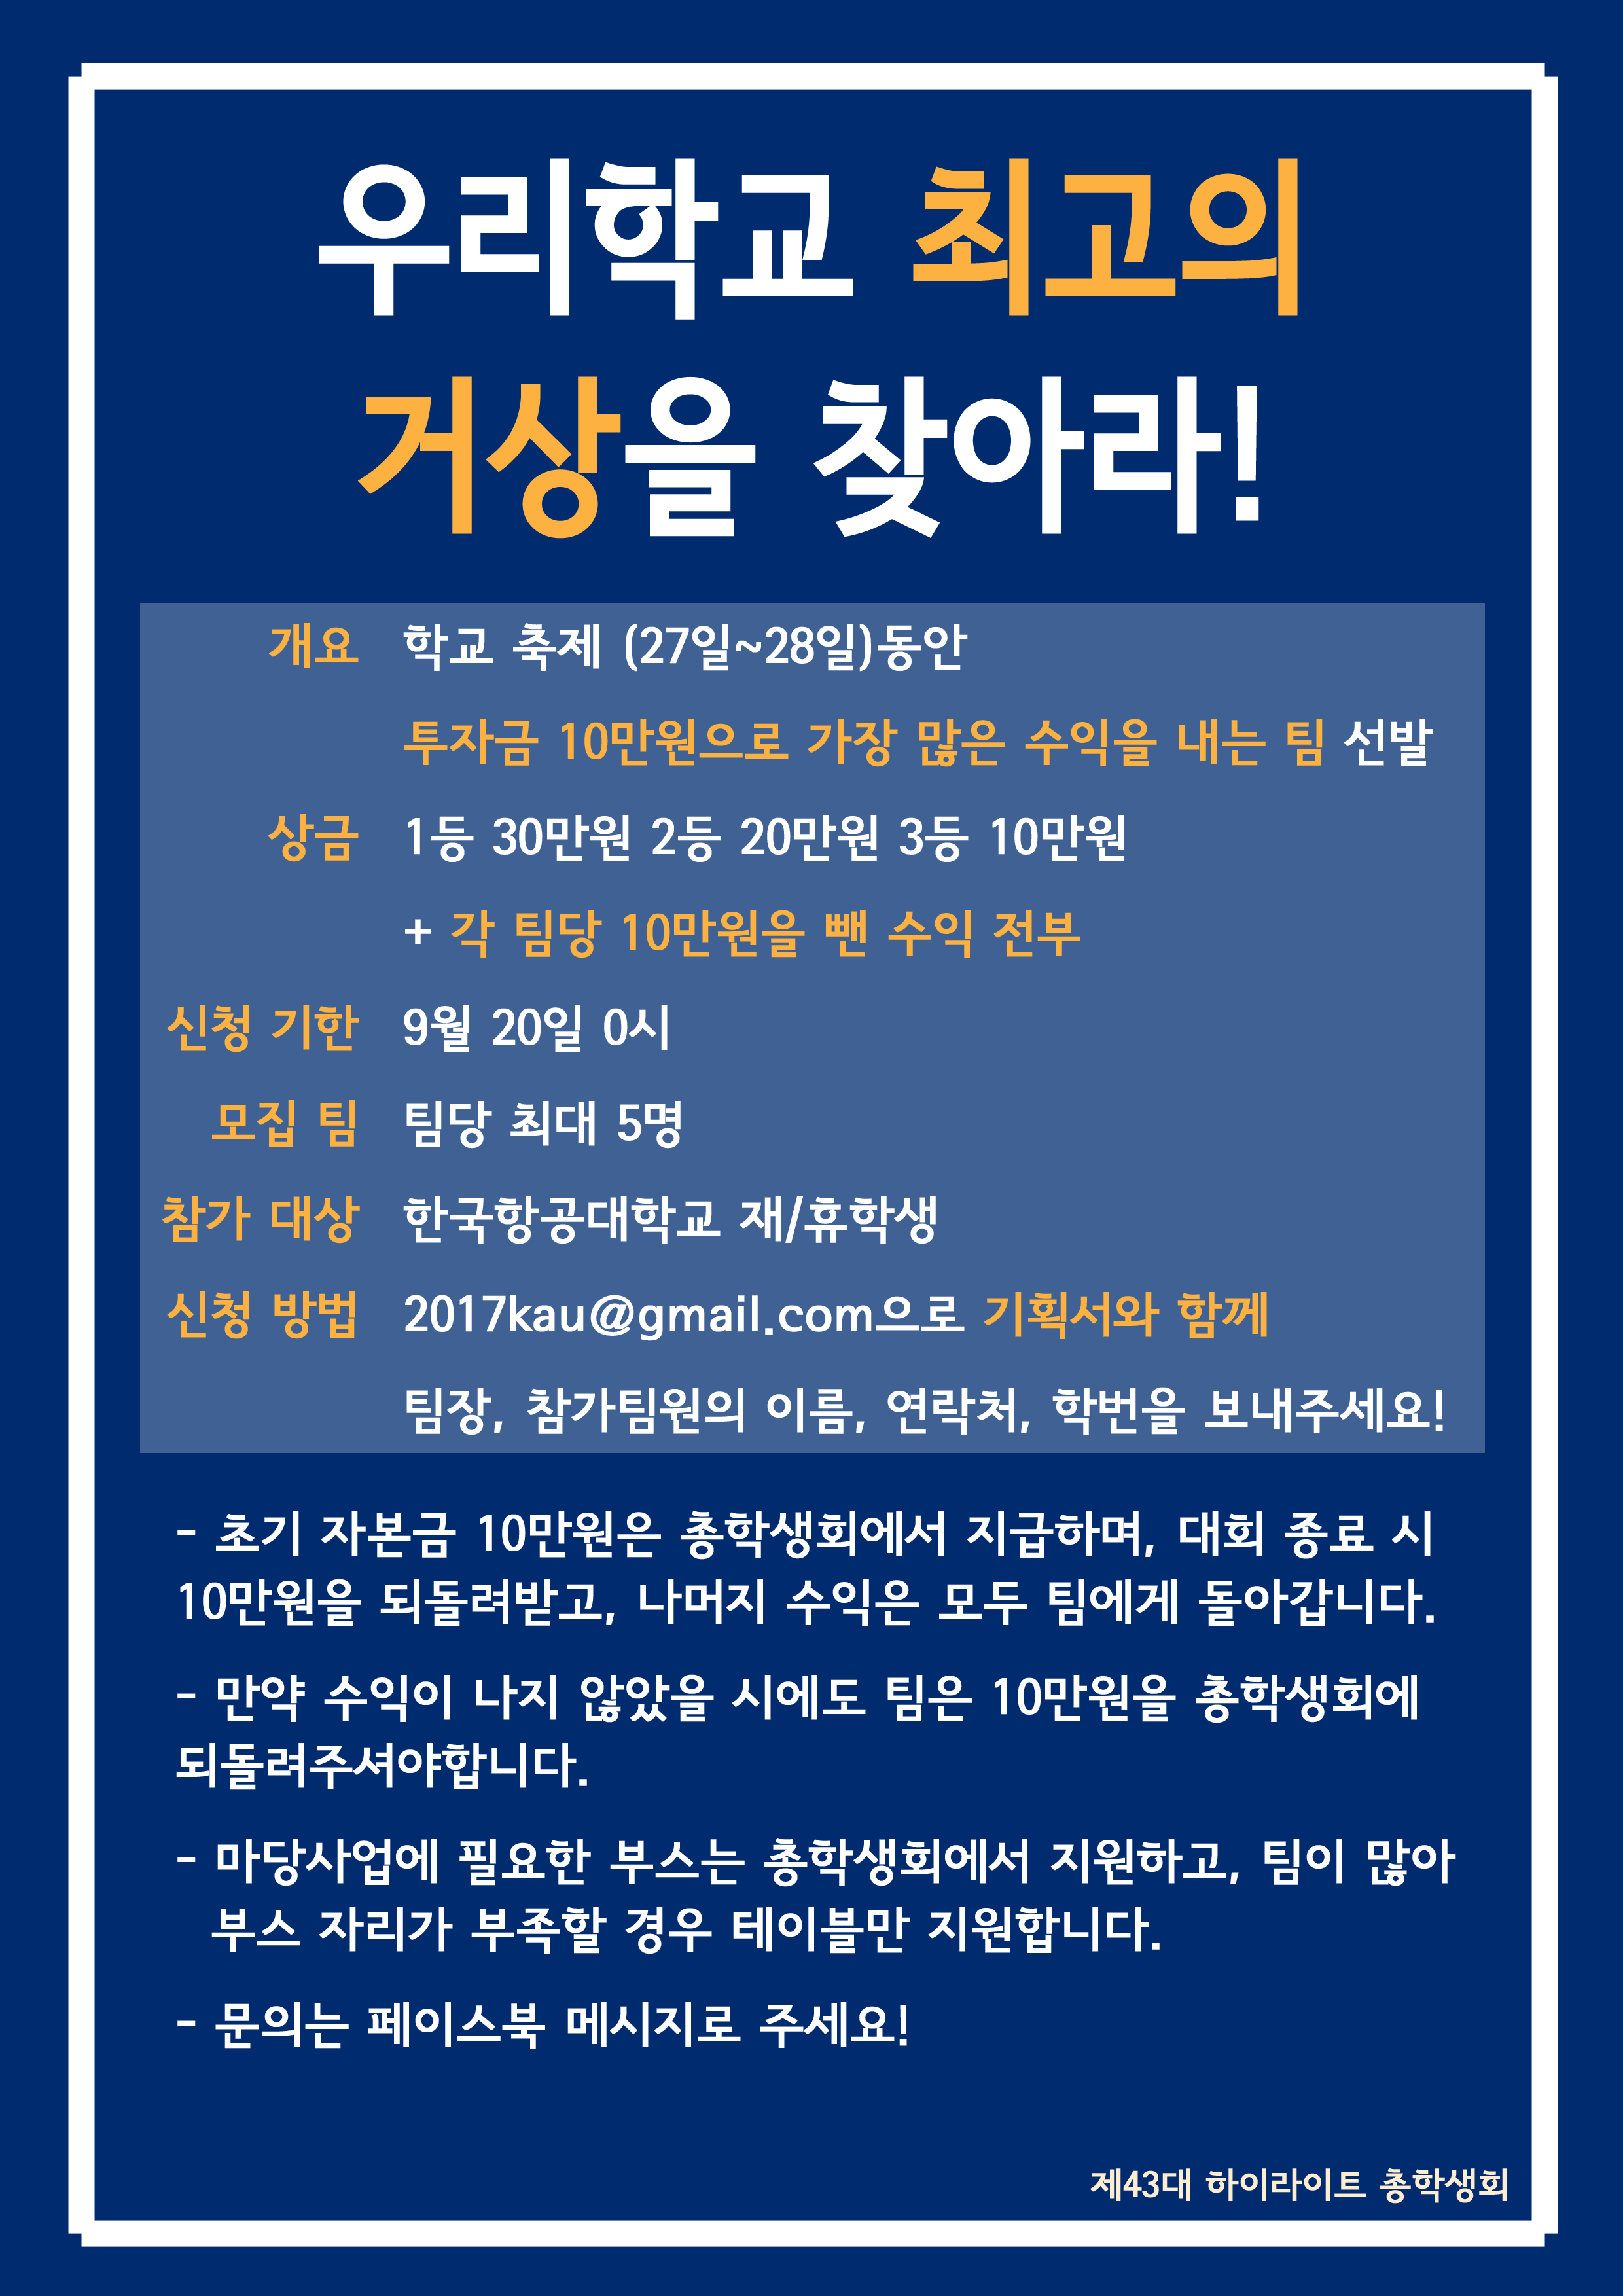 우리학교 최고의
거상을 찾아라!
개요 학교 축제 (27일~28일)동안
투자금 10만원으로 가장 많은 수익을 내는 팀 선발
상금 1등 30만원 2등 20만원 3등 10만원
+ 각 팀당 10만원을 뺀 수익 전부
신청 기한 9월 20일 0시
모집 팀 팀당 최대 5명
참가 대상 한국항공대학교 재/휴학생
신청 방법 2017kau@gmail.com으로 기획서와 함께
팀장, 참가팀원의 이름, 연락처, 학번을 보내주세요!
- 초기 자본금 10만원은 총학생회에서 지급하며, 대회 종료 시
10만원을 되돌려받고, 나머지 수익은 모두 팀에게 돌아갑니다.
- 만약 수익이 나지 않았을 시에도 팀은 10만원을 총학생회에
되돌려주셔야합니다.
- 마당사업에 필요한 부스는 총학생회에서 지원하고, 팀이 많아
부스 자리가 부족할 경우 테이블만 지원합니다.
- 문의는 페이스북 메시지로 주세요!
제43대 하이라이트 총학생회